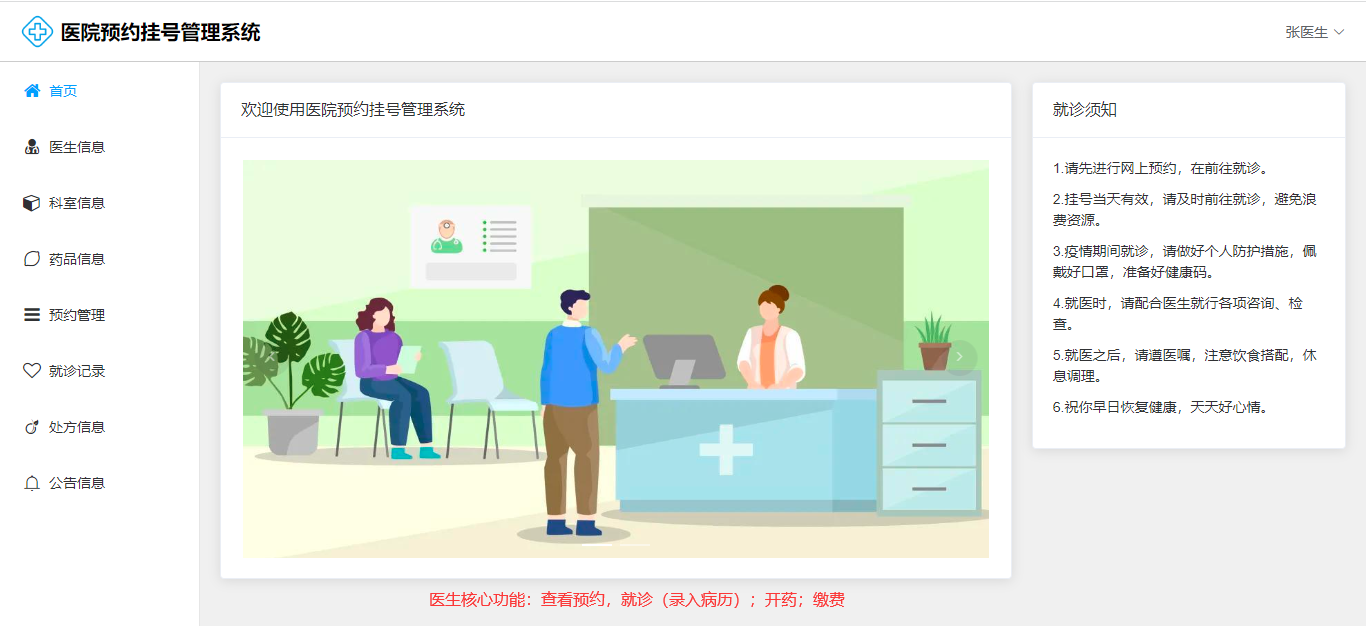 医院预约挂号管理系统
张医生
首页
医生信息
科室信息
药品信息
预约管理
就诊记录
处方信息
公告信息
欢迎使用医院预约挂号管理系统
医生核心功能：查看预约，就诊（录入病历）；开药；缴费
就诊须知
1.请先进行网上预约，在前往就诊。
2.挂号当天有效，请及时前往就诊，避免浪
费资源。
3.疫情期间就诊，请做好个人防护措施，佩
戴好口罩，准备好健康码。
4.就医时，请配合医生就行各项咨询、检
查。
5.就医之后，请遵医嘱，注意饮食搭配，休
息调理。
6.祝你早日恢复健康，天天好心情。